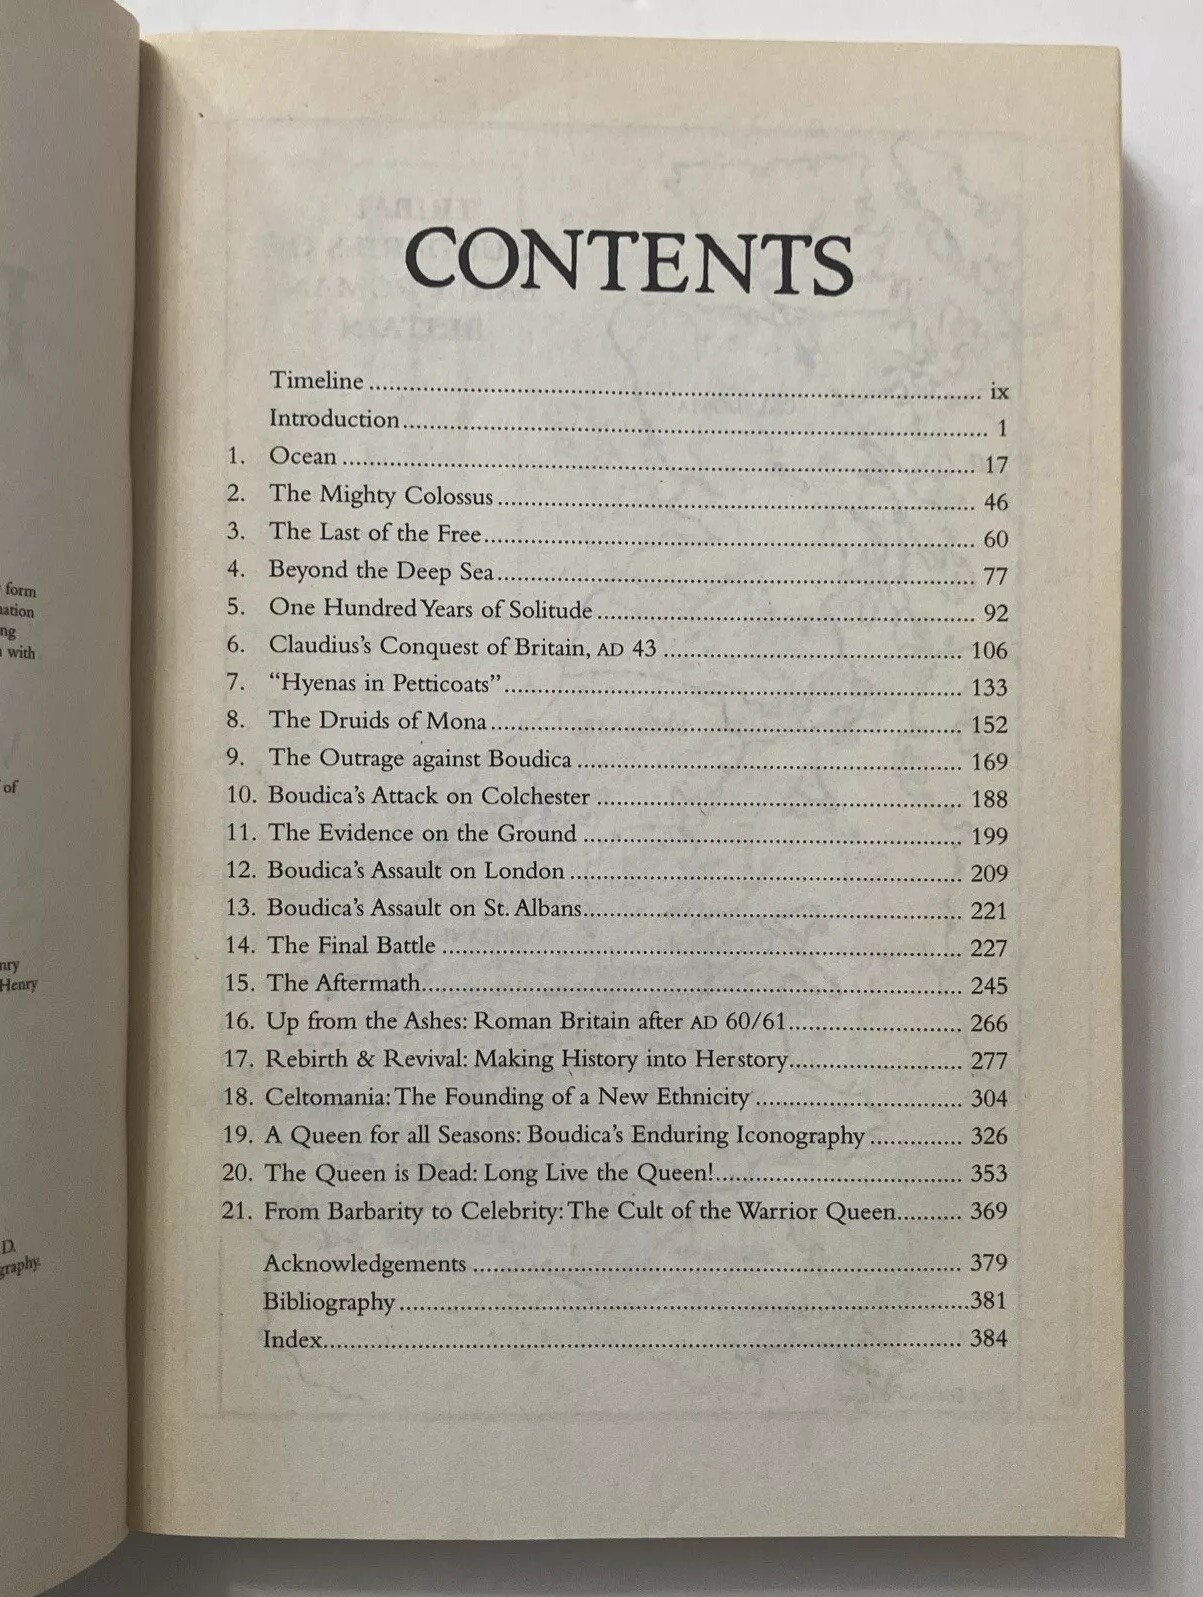 form
ng
with
of
Henry
D.
CONTENTS
Timeline ix
Introduction 1
1. Ocean 17
2. The Mighty Colossus 46
3. The Last of the Free 60
4. Beyond the Deep Sea 77
5. One Hundred Years of Solitude 92
6. Claudius's Conquest of Britain, AD 43 106
7. "Hyenas in Petticoats" 133
8. The Druids of Mona 152
9. The Outrage against Boudica 169
10. Boudica's Attack on Colchester 188
11. The Evidence on the Ground 199
12. Boudica's Assault on London 209
13. Boudica's Assault on St. Albans 221
14. The Final Battle 227
15. The Aftermath 245
16. Up from the Ashes: Roman Britain after AD 60/61 266
17. Rebirth & Revival: Making History into Herstory 277
18. Celtomania: The Founding of a New Ethnicity 304
19. A Queen for all Seasons: Boudica's Enduring Iconography 326
20. The Queen is Dead: Long Live the Queen! 353
21. From Barbarity to Celebrity: The Cult of the Warrior Queen 369
Acknowledgements 379
Bibliography 381
Index 384